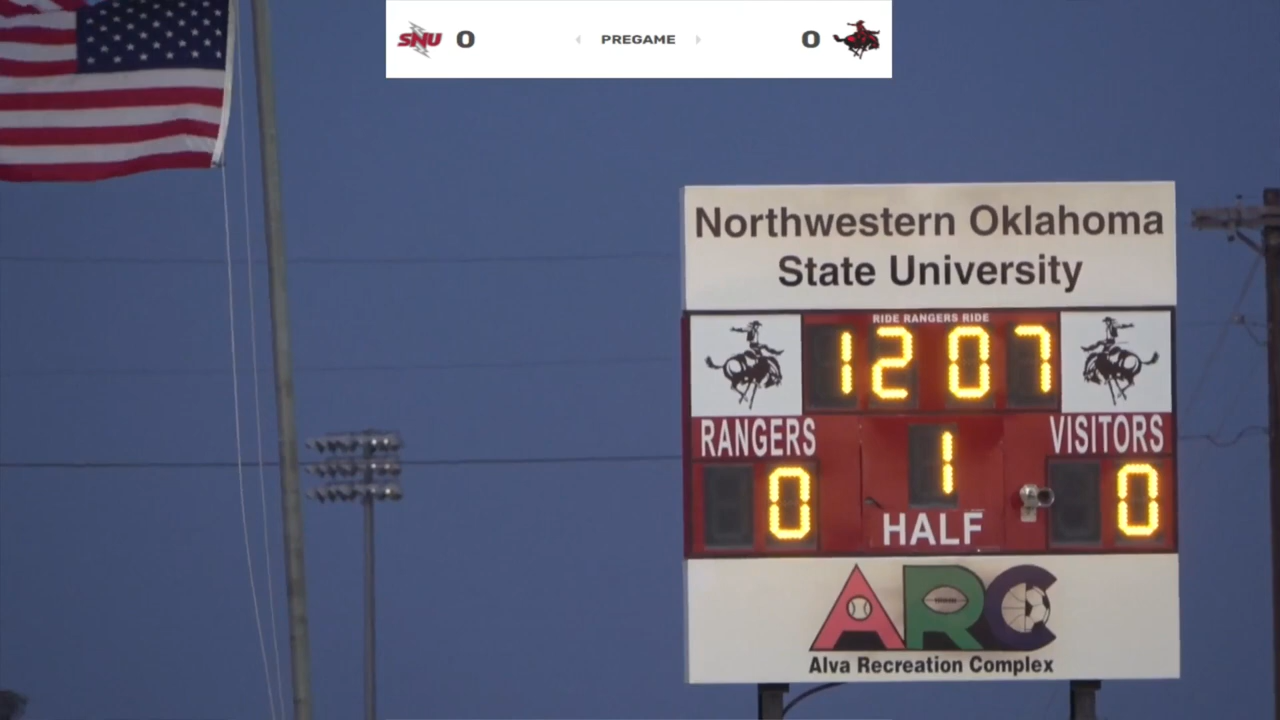 SNU 0 PREGAME 0
Northwestern Oklahoma
State University
RIDE RANGERS RIDE
12 07
RANGERS 1 VISITORS
0 HALF 0
ARC
Alva Recreation Complex